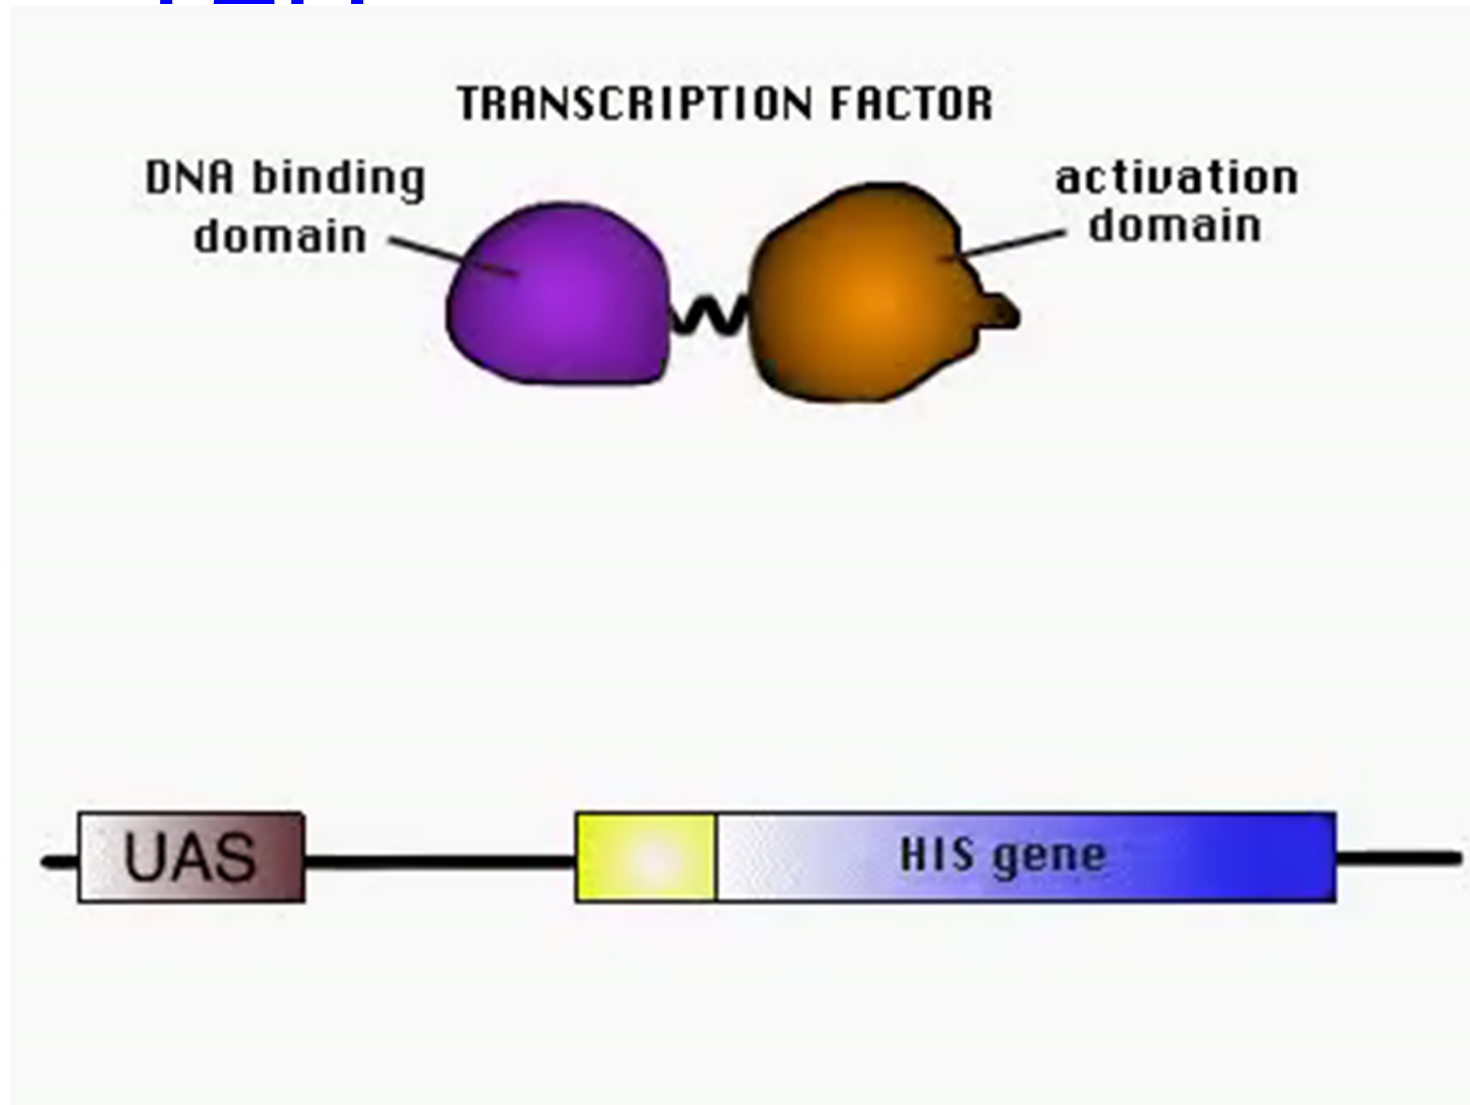 TRANSCRIPTION FACTOR
DNA binding
domain
activation
domain
UAS
HIS gene